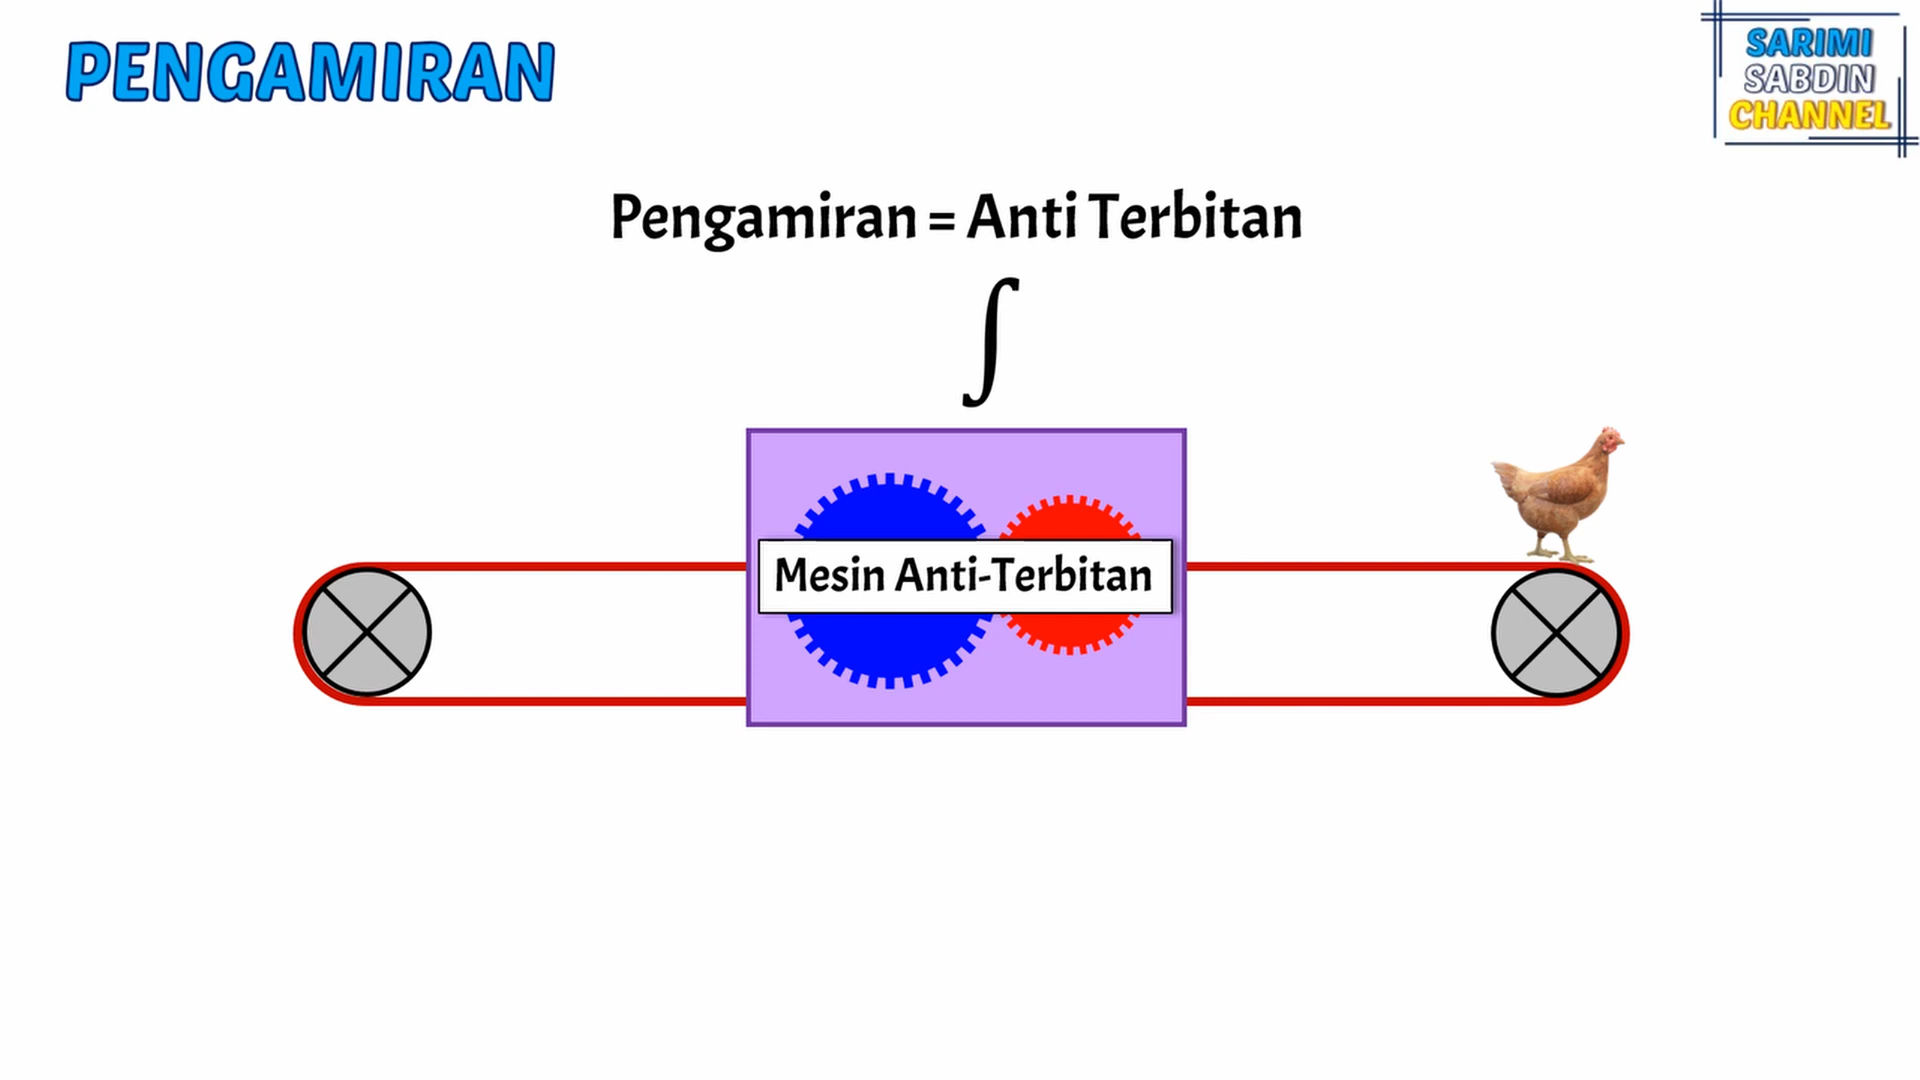 PENGAMIRAN
SARIMI
SABDIN
CHANNEL
Pengamiran = Anti Terbitan
∫
Mesin Anti-Terbitan